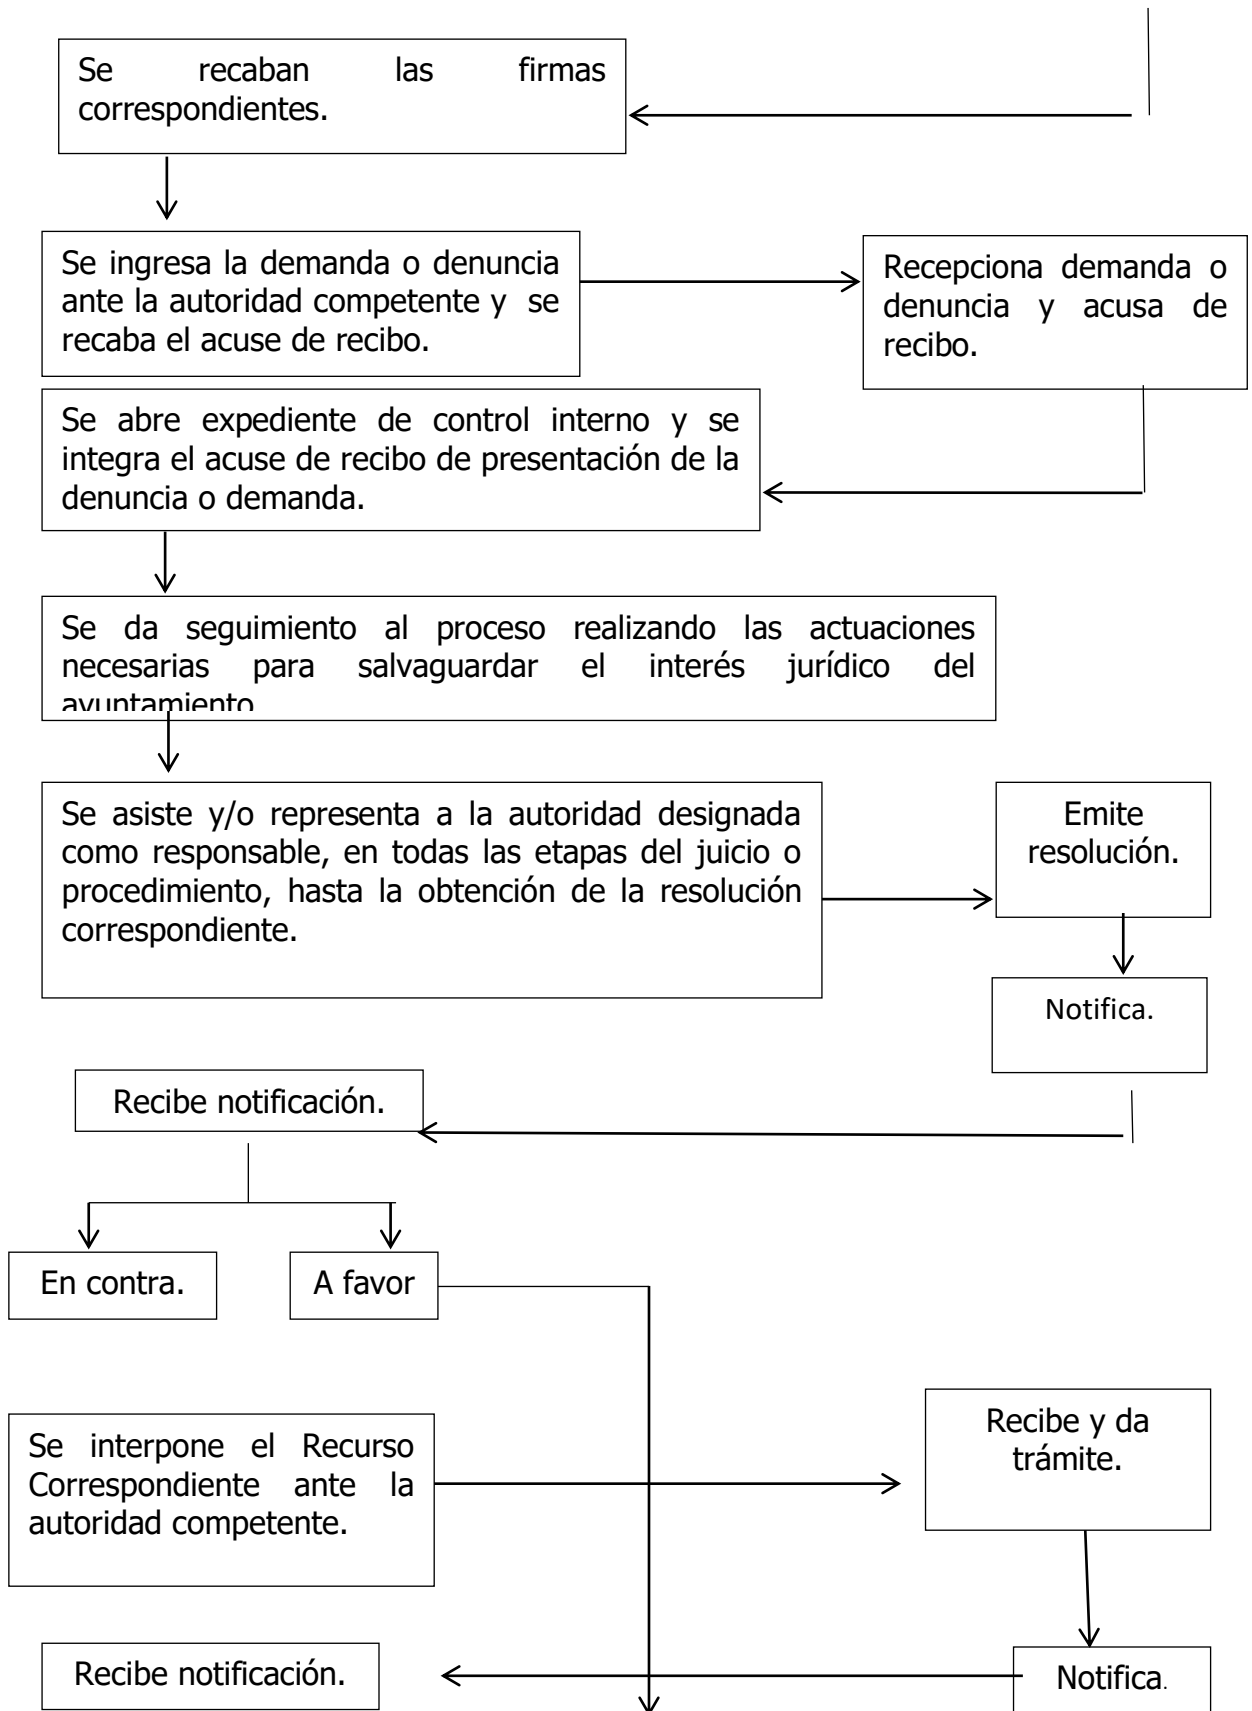 Se recaban las firmas
correspondientes.
Se ingresa la demanda o denuncia
ante la autoridad competente y se
recaba el acuse de recibo.
Recepciona demanda o
denuncia y acusa de
recibo.
Se abre expediente de control interno y se
integra el acuse de recibo de presentación de la
denuncia o demanda.
Se da seguimiento al proceso realizando las actuaciones
necesarias para salvaguardar el interés jurídico del
ayuntamiento
Se asiste y/o representa a la autoridad designada
como responsable, en todas las etapas del juicio o
procedimiento, hasta la obtención de la resolución
correspondiente.
Emite
resolución.
Notifica.
Recibe notificación.
En contra.
A favor
Se interpone el Recurso
Correspondiente ante la
autoridad competente.
Recibe y da
trámite.
Recibe notificación.
Notifica.